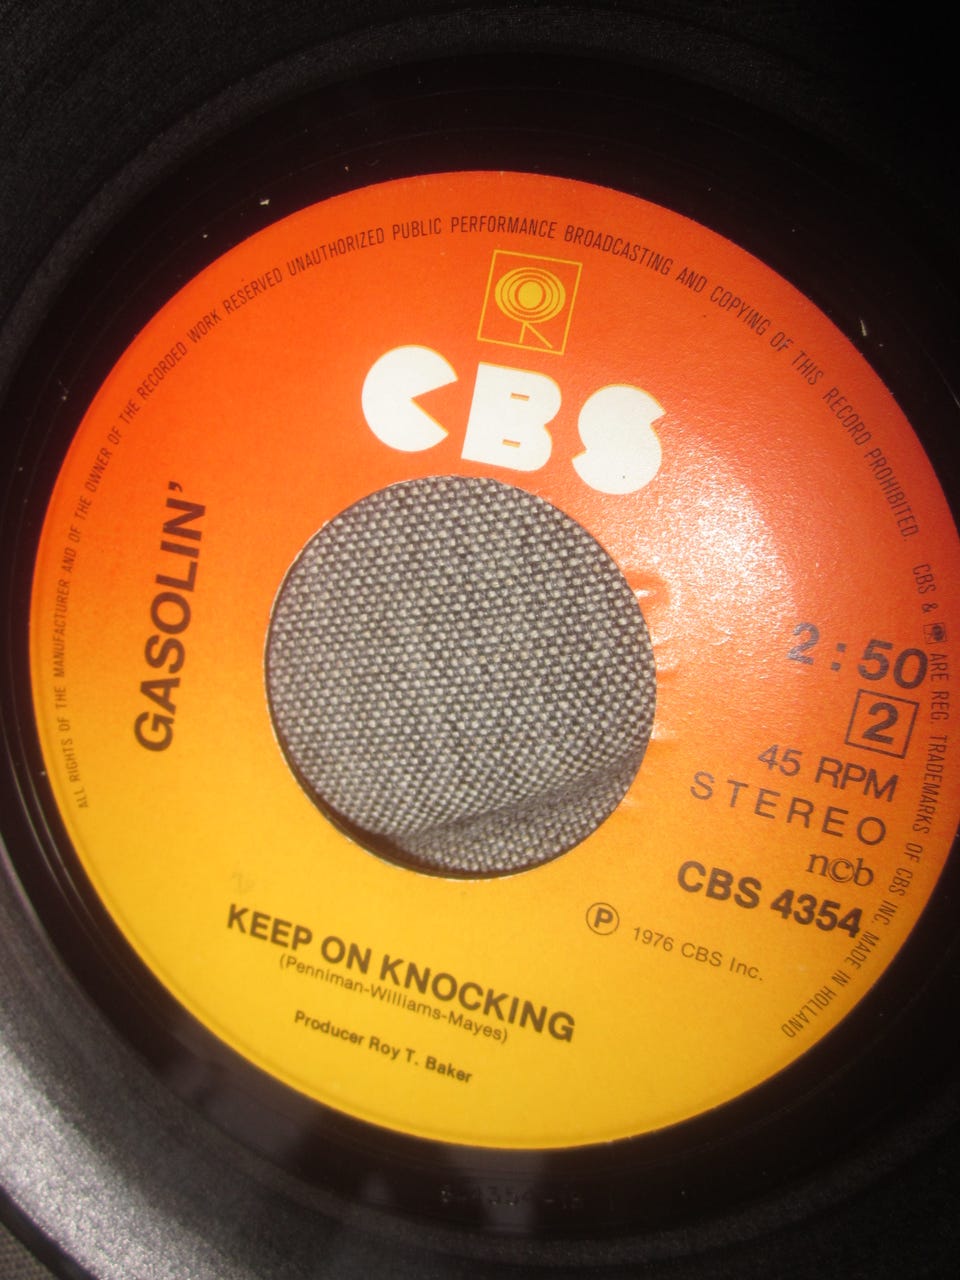 ALL RIGHTS OF THE MANUFACTURER AND OF THE OWNER OF THE RECORDED WORK RESERVED UNAUTHORIZED PUBLIC PERFORMANCE BROADCASTING AND COPYING OF THIS RECORD PROHIBITED. CBS & ARE REG. TRADEMARKS OF CBS INC. MADE IN HOLLAND
CBS
GASOLIN'
2:50
2
45 RPM
STEREO
n©b
CBS 4354
Ⓟ 1976 CBS Inc.
KEEP ON KNOCKING
(Penniman-Williams-Mayes)
Producer Roy T. Baker